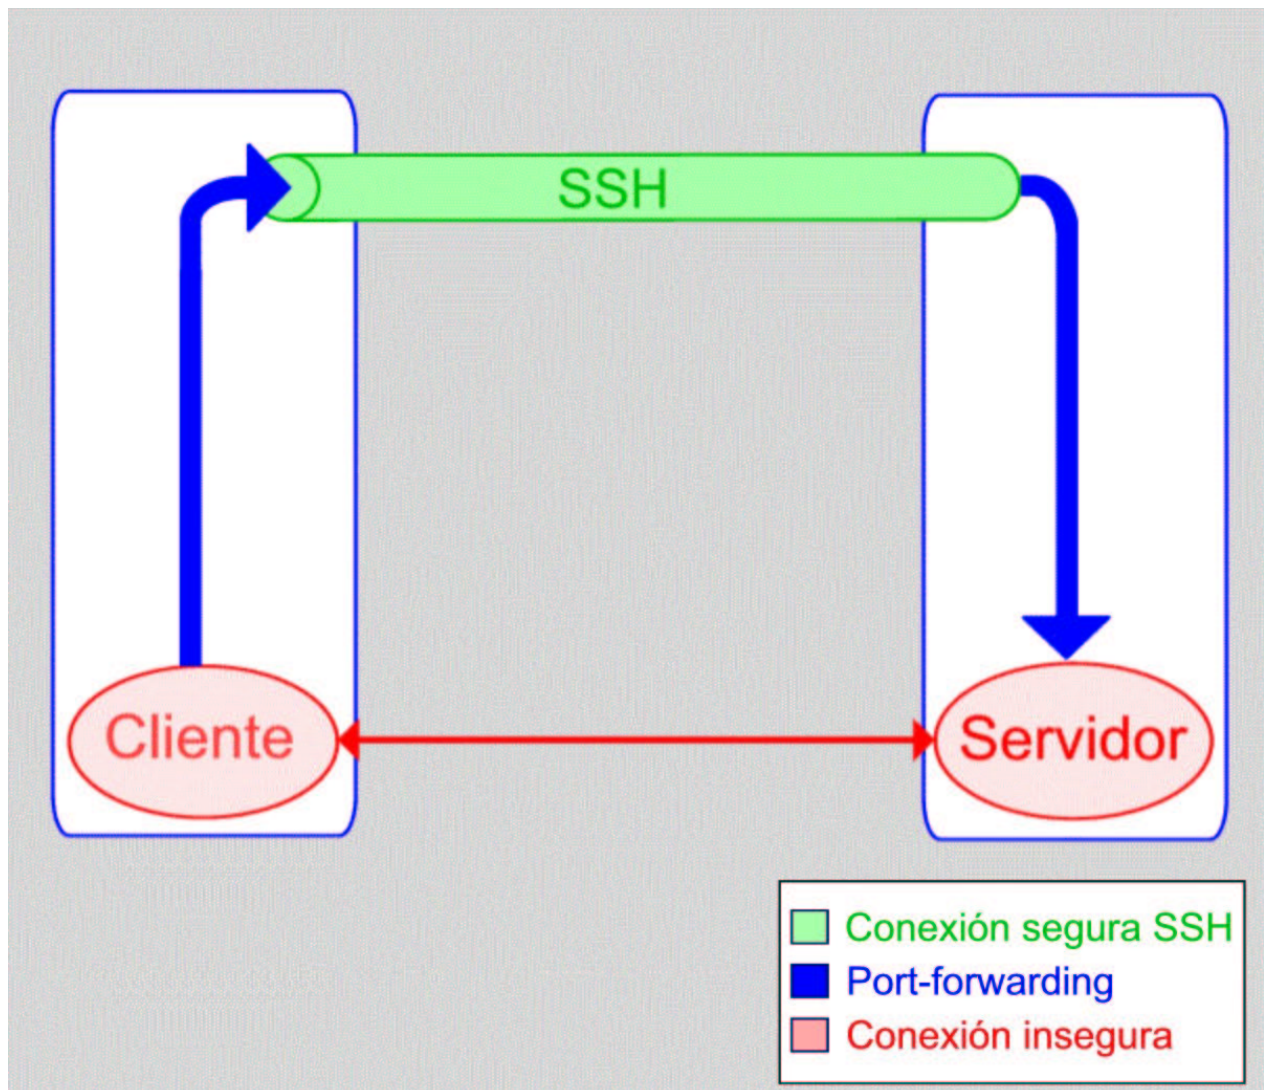 SSH
Cliente
Servidor
Conexión segura SSH
Port-forwarding
Conexión insegura